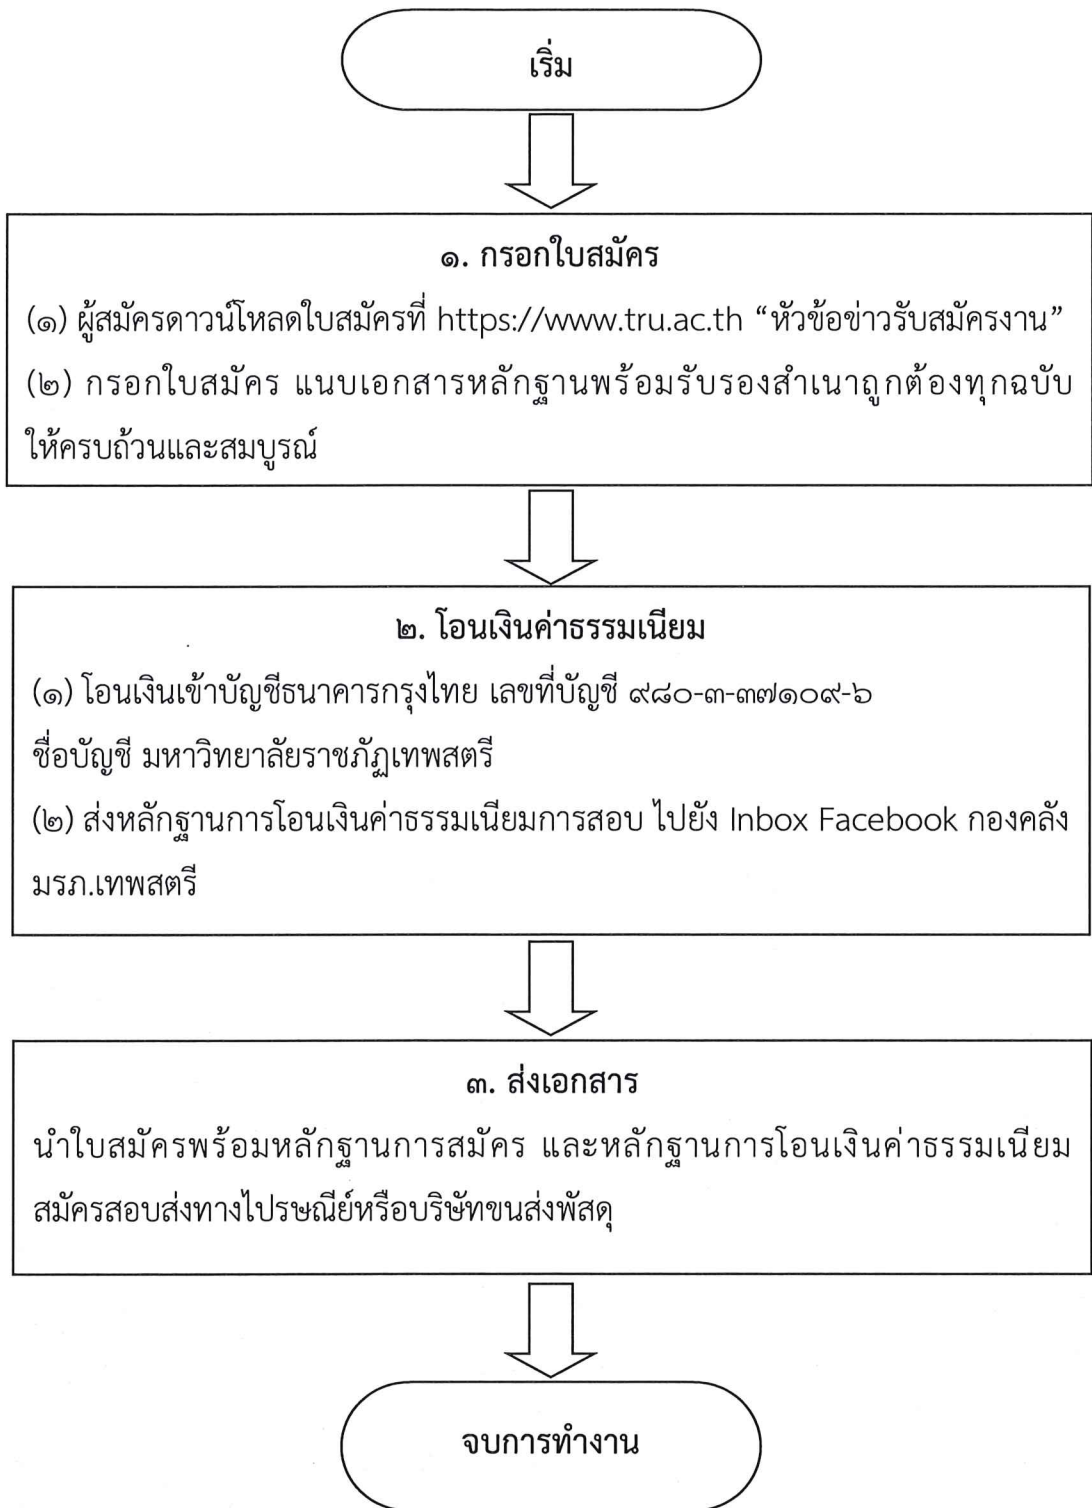 เริ่ม
๑. กรอกใบสมัคร
(๑) ผู้สมัครดาวน์โหลดใบสมัครที่ https://www.tru.ac.th “หัวข้อข่าวรับสมัครงาน”
(๒) กรอกใบสมัคร แนบเอกสารหลักฐานพร้อมรับรองสำเนาถูกต้องทุกฉบับ
ให้ครบถ้วนและสมบูรณ์
๒. โอนเงินค่าธรรมเนียม
(๑) โอนเงินเข้าบัญชีธนาคารกรุงไทย เลขที่บัญชี ๙๘๐-๓-๓๗๑๐๙-๖
ชื่อบัญชี มหาวิทยาลัยราชภัฏเทพสตรี
(๒) ส่งหลักฐานการโอนเงินค่าธรรมเนียมการสอบ ไปยัง Inbox Facebook กองคลัง
มรภ.เทพสตรี
๓. ส่งเอกสาร
นำใบสมัครพร้อมหลักฐานการสมัคร และหลักฐานการโอนเงินค่าธรรมเนียม
สมัครสอบส่งทางไปรษณีย์หรือบริษัทขนส่งพัสดุ
จบการทำงาน